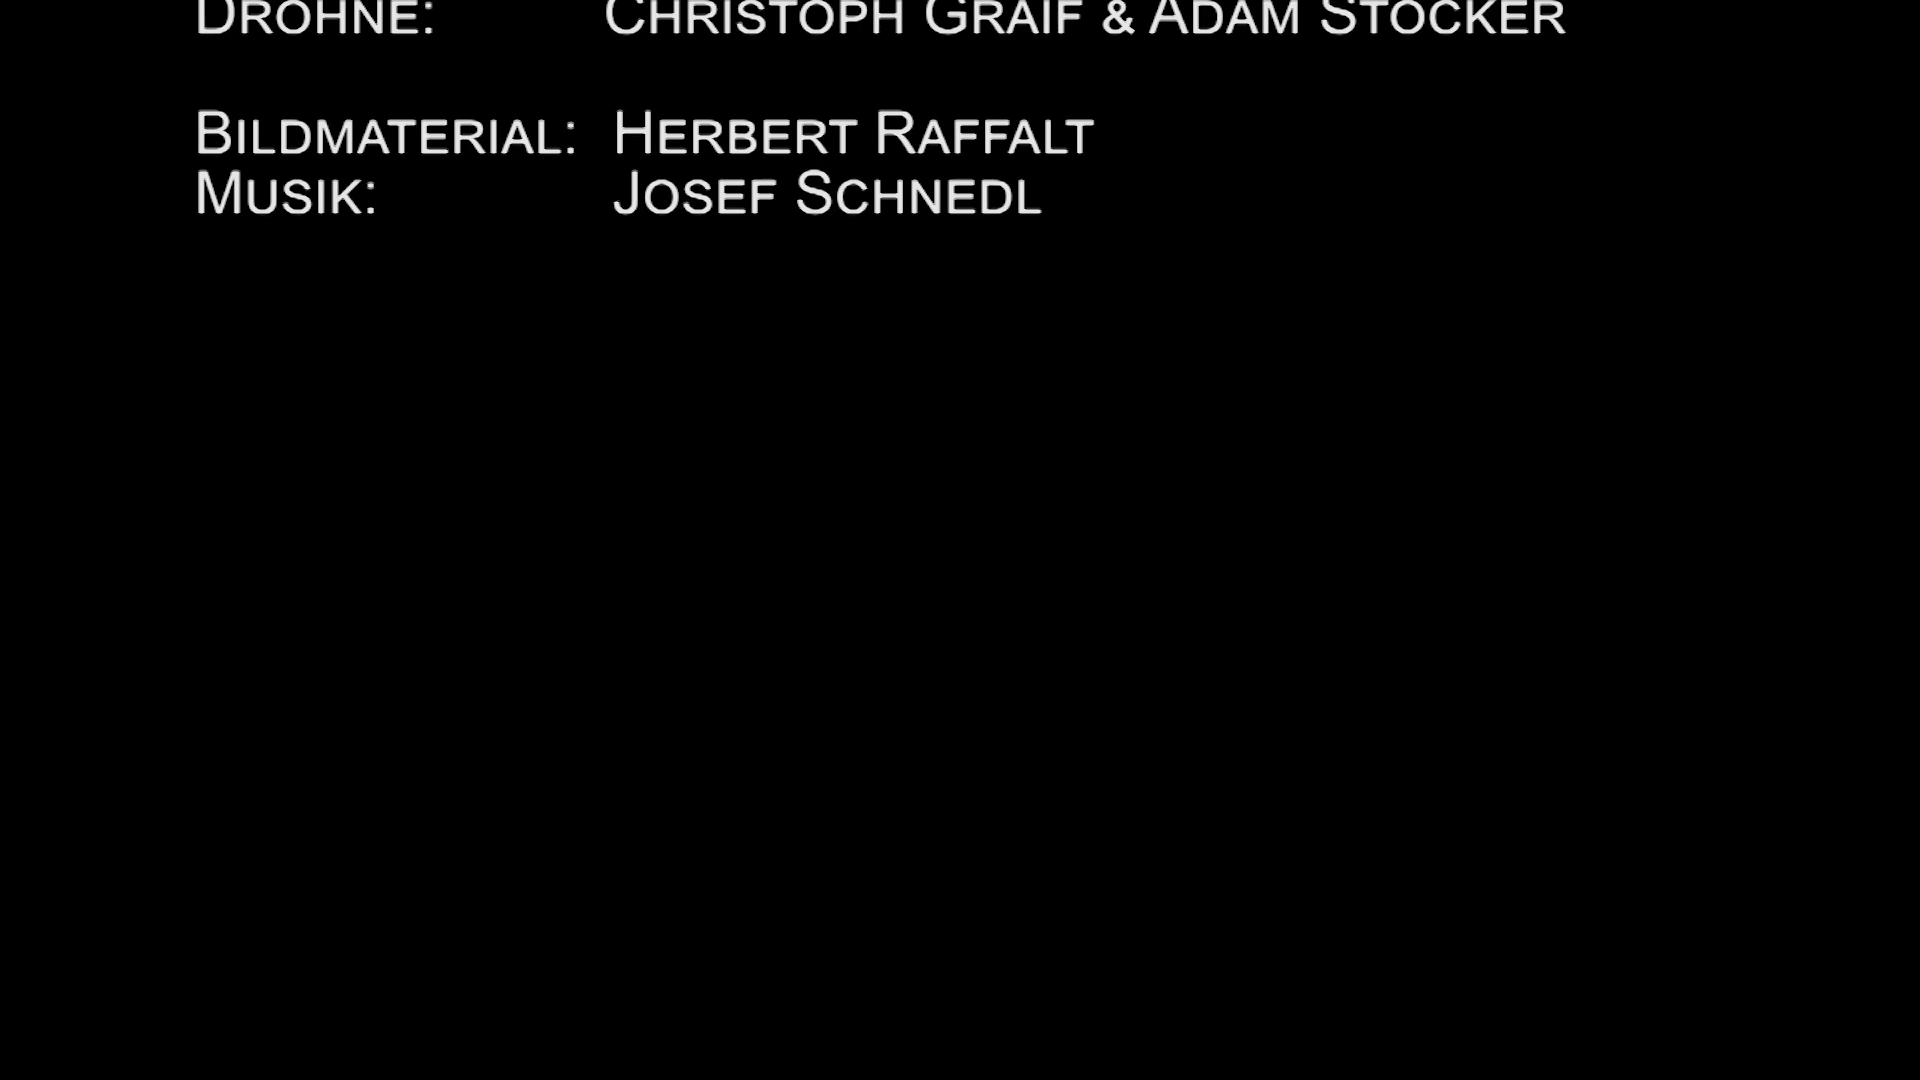 Drohne: Christoph Graif & Adam Stocker
Bildmaterial: Herbert Raffalt
Musik: Josef Schnedl